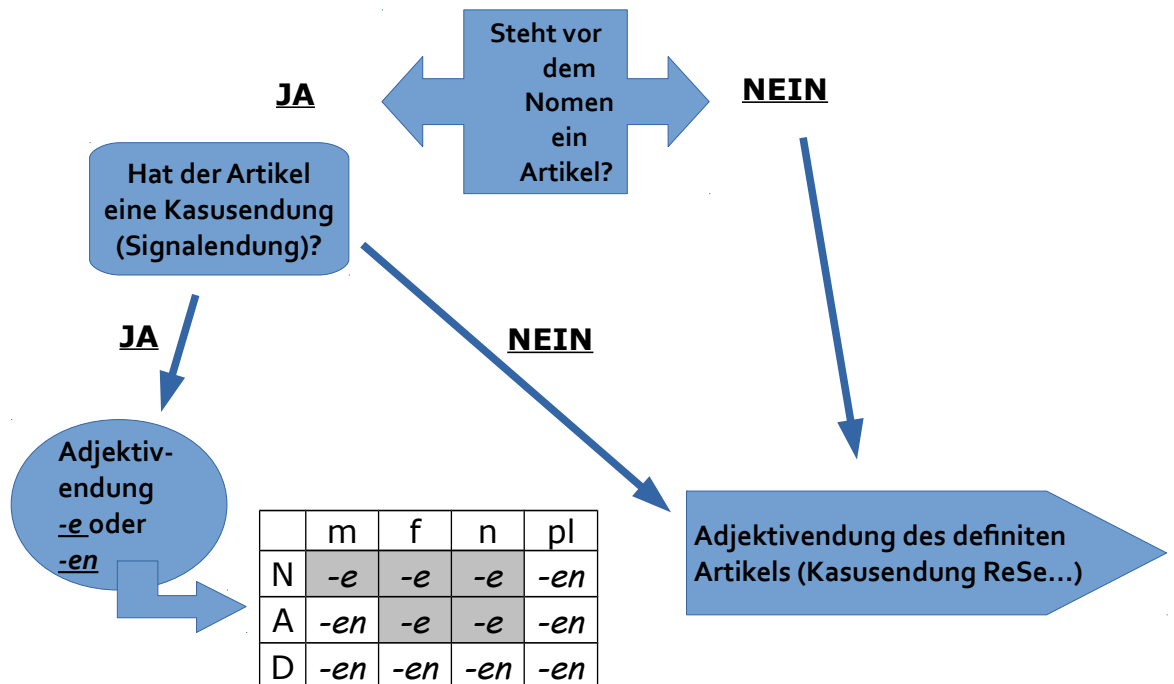 Steht vor
dem
Nomen
ein
Artikel?
JA
NEIN
Hat der Artikel
eine Kasusendung
(Signalendung)?
JA
NEIN
Adjektiv-
endung
-e oder
-en
m f n pl
N -e -e -e -en
A -en -e -e -en
D -en -en -en -en
Adjektivendung des definiten
Artikels (Kasusendung ReSe...)